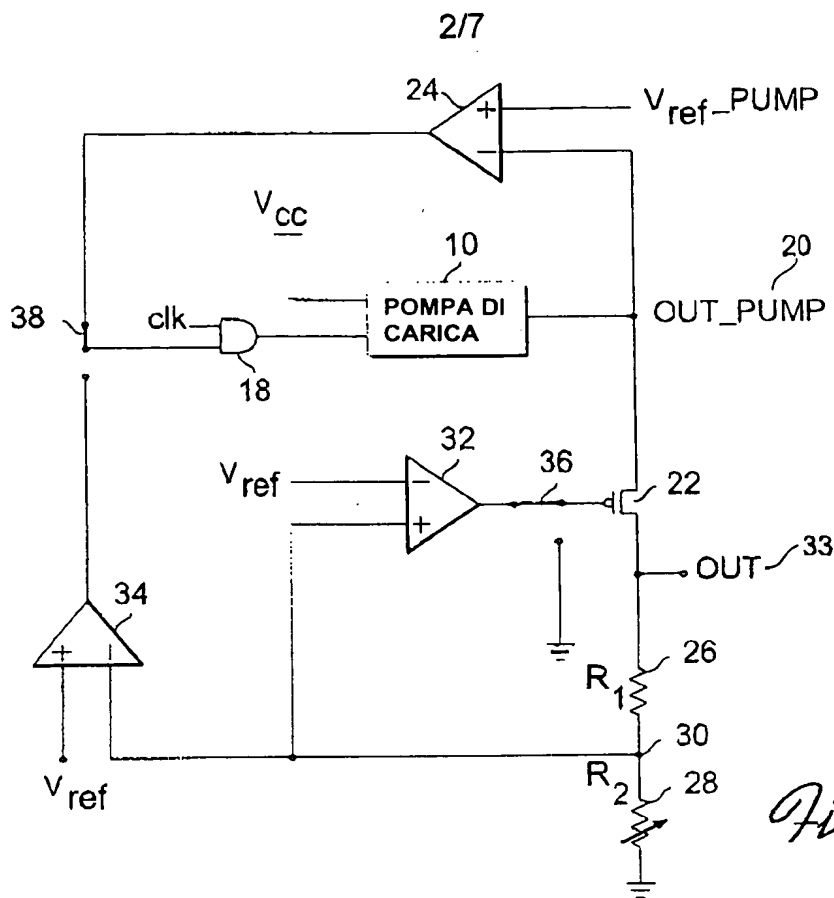 2/7
24
+
−
Vref_PUMP
VCC
10
20
POMPA DI
CARICA
OUT_PUMP
38
clk
18
32
Vref
−
+
36
22
OUT
33
34
+
−
Vref
26
R1
30
R2
28
Fi